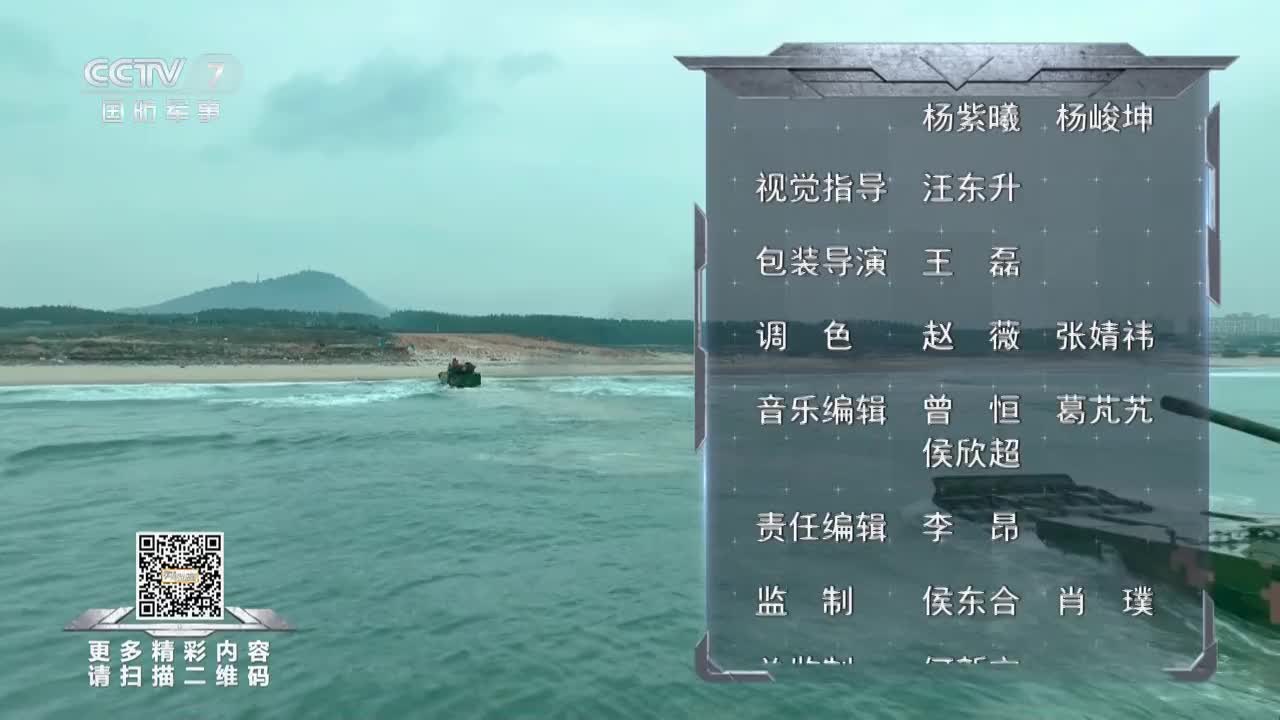 CCTV 7
国防军事
杨紫曦 杨峻坤
视觉指导 汪东升
包装导演 王 磊
调 色 赵 薇 张婧祎
音乐编辑 曾 恒 葛芃艽
侯欣超
责任编辑 李 昂
监 制 侯东合 肖 璞
更多精彩内容
请扫描二维码